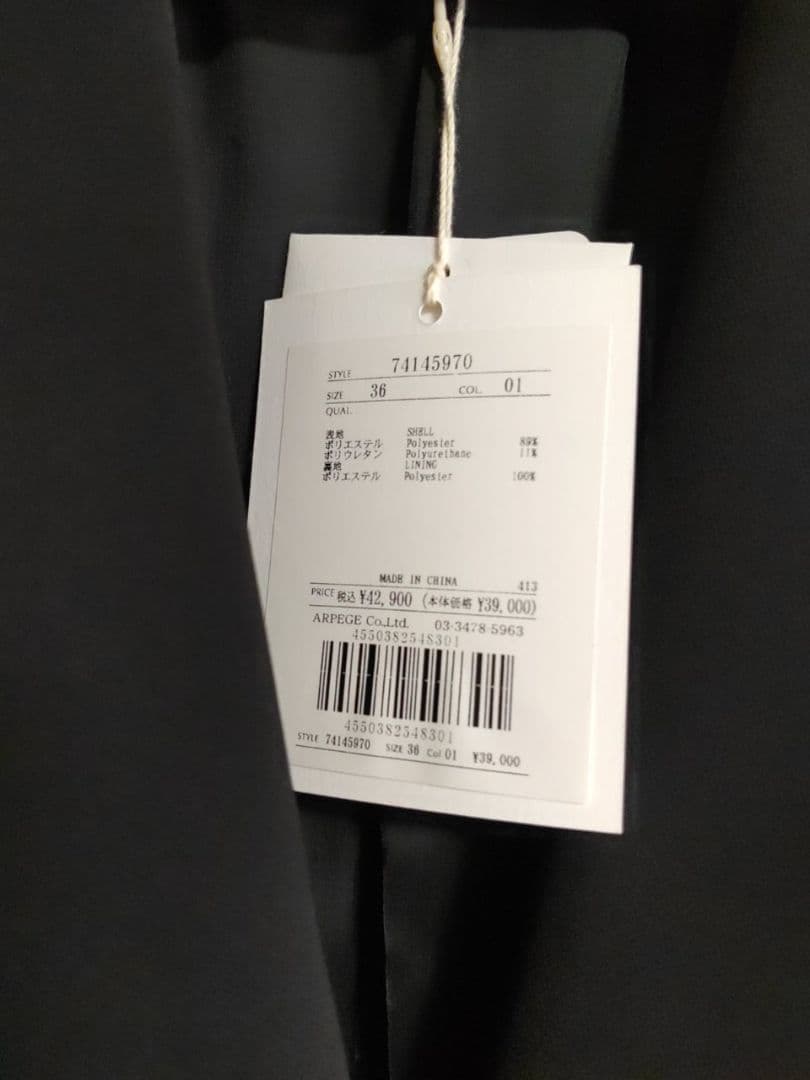 STYLE 74145970
SIZE 36 COL. 01
QUAL.
表地 SHELL
ポリエステル Polyester 89%
ポリウレタン Polyurethane 11%
裏地 LINING
ポリエステル Polyester 100%
MADE IN CHINA 413
PRICE 税込 ¥42,900 (本体価格 ¥39,000)
ARPEGE Co.,Ltd. 03-3478-5963
4550382548301
4550382548301
STYLE 74145970 SIZE 36 Col 01 ¥39,000